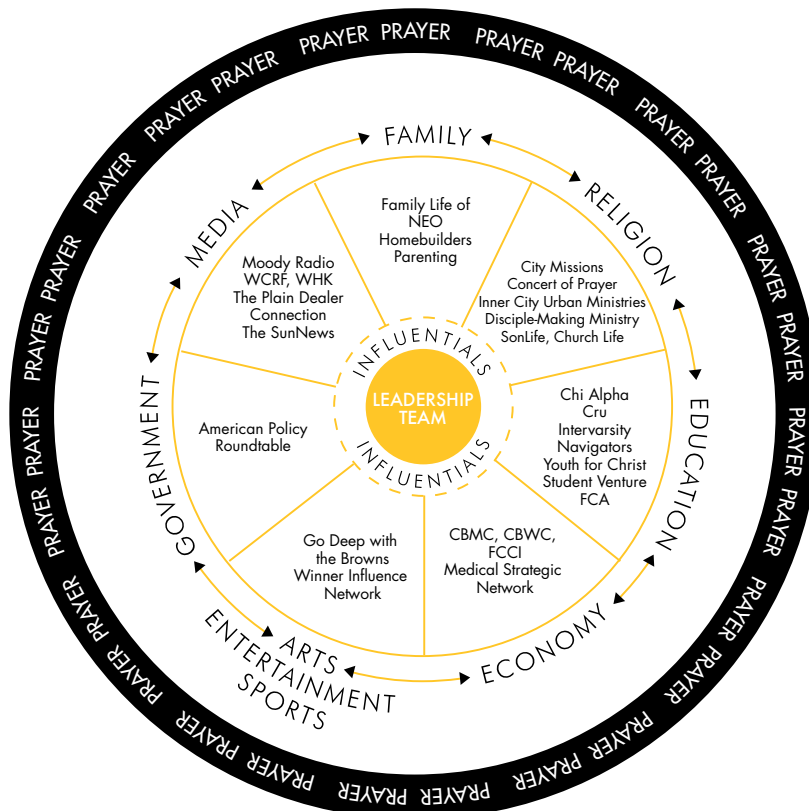 PRAYER PRAYER
PRAYER PRAYER
PRAYER PRAYER PRAYER
PRAYER PRAYER PRAYER
PRAYER PRAYER PRAYER
PRAYER PRAYER PRAYER
PRAYER PRAYER PRAYER
PRAYER PRAYER PRAYER
PRAYER PRAYER PRAYER
PRAYER PRAYER PRAYER
PRAYER PRAYER PRAYER
PRAYER PRAYER PRAYER
PRAYER PRAYER PRAYER
FAMILY
Family Life of
NEO
Homebuilders
Parenting
RELIGION
City Missions
Concert of Prayer
Inner City Urban Ministries
Disciple-Making Ministry
SonLife, Church Life
EDUCATION
Chi Alpha
Cru
Intervarsity
Navigators
Youth for Christ
Student Venture
FCA
ECONOMY
CBMC, CBWC,
FCCI
Medical Strategic
Network
ARTS
ENTERTAINMENT
SPORTS
Go Deep with
the Browns
Winner Influence
Network
GOVERNMENT
American Policy
Roundtable
MEDIA
Moody Radio
WCRF, WHK
The Plain Dealer
Connection
The SunNews
INFLUENTIALS
LEADERSHIP
TEAM
INFLUENTIALS